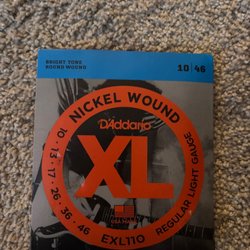 BRIGHT TONE
ROUND WOUND
10 | 46
NICKEL WOUND
D'Addario
XL
10 • 13 • 17 • 26 • 36 • 46
EXL110
REGULAR LIGHT GAUGE